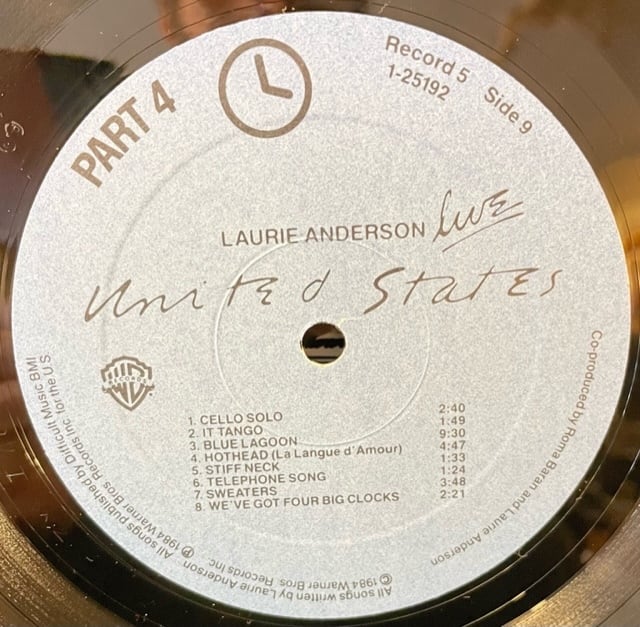 PART 4
Record 5 Side 9
1-25192
LAURIE ANDERSON Live
United States
WB
RECORDS
1. CELLO SOLO 2:40
2. IT TANGO 1:49
3. BLUE LAGOON 9:30
4. HOTHEAD (La Langue d'Amour) 4:47
5. STIFF NECK 1:33
6. TELEPHONE SONG 1:24
7. SWEATERS 3:48
8. WE'VE GOT FOUR BIG CLOCKS 2:21
Co-produced by Roma Baran and Laurie Anderson
All songs written by Laurie Anderson
All songs published by Difficult Music BMI
© 1984 Warner Bros. Records Inc.
℗ 1984 Warner Bros. Records Inc. for the U.S.